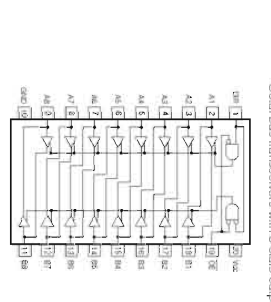 GND A8 A7 A6 A5 A4 A3 A2 A1 DIR
10 9 8 7 6 5 4 3 2 1
11 12 13 14 15 16 17 18 19 20
B8 B7 B6 B5 B4 B3 B2 B1 OE Vcc